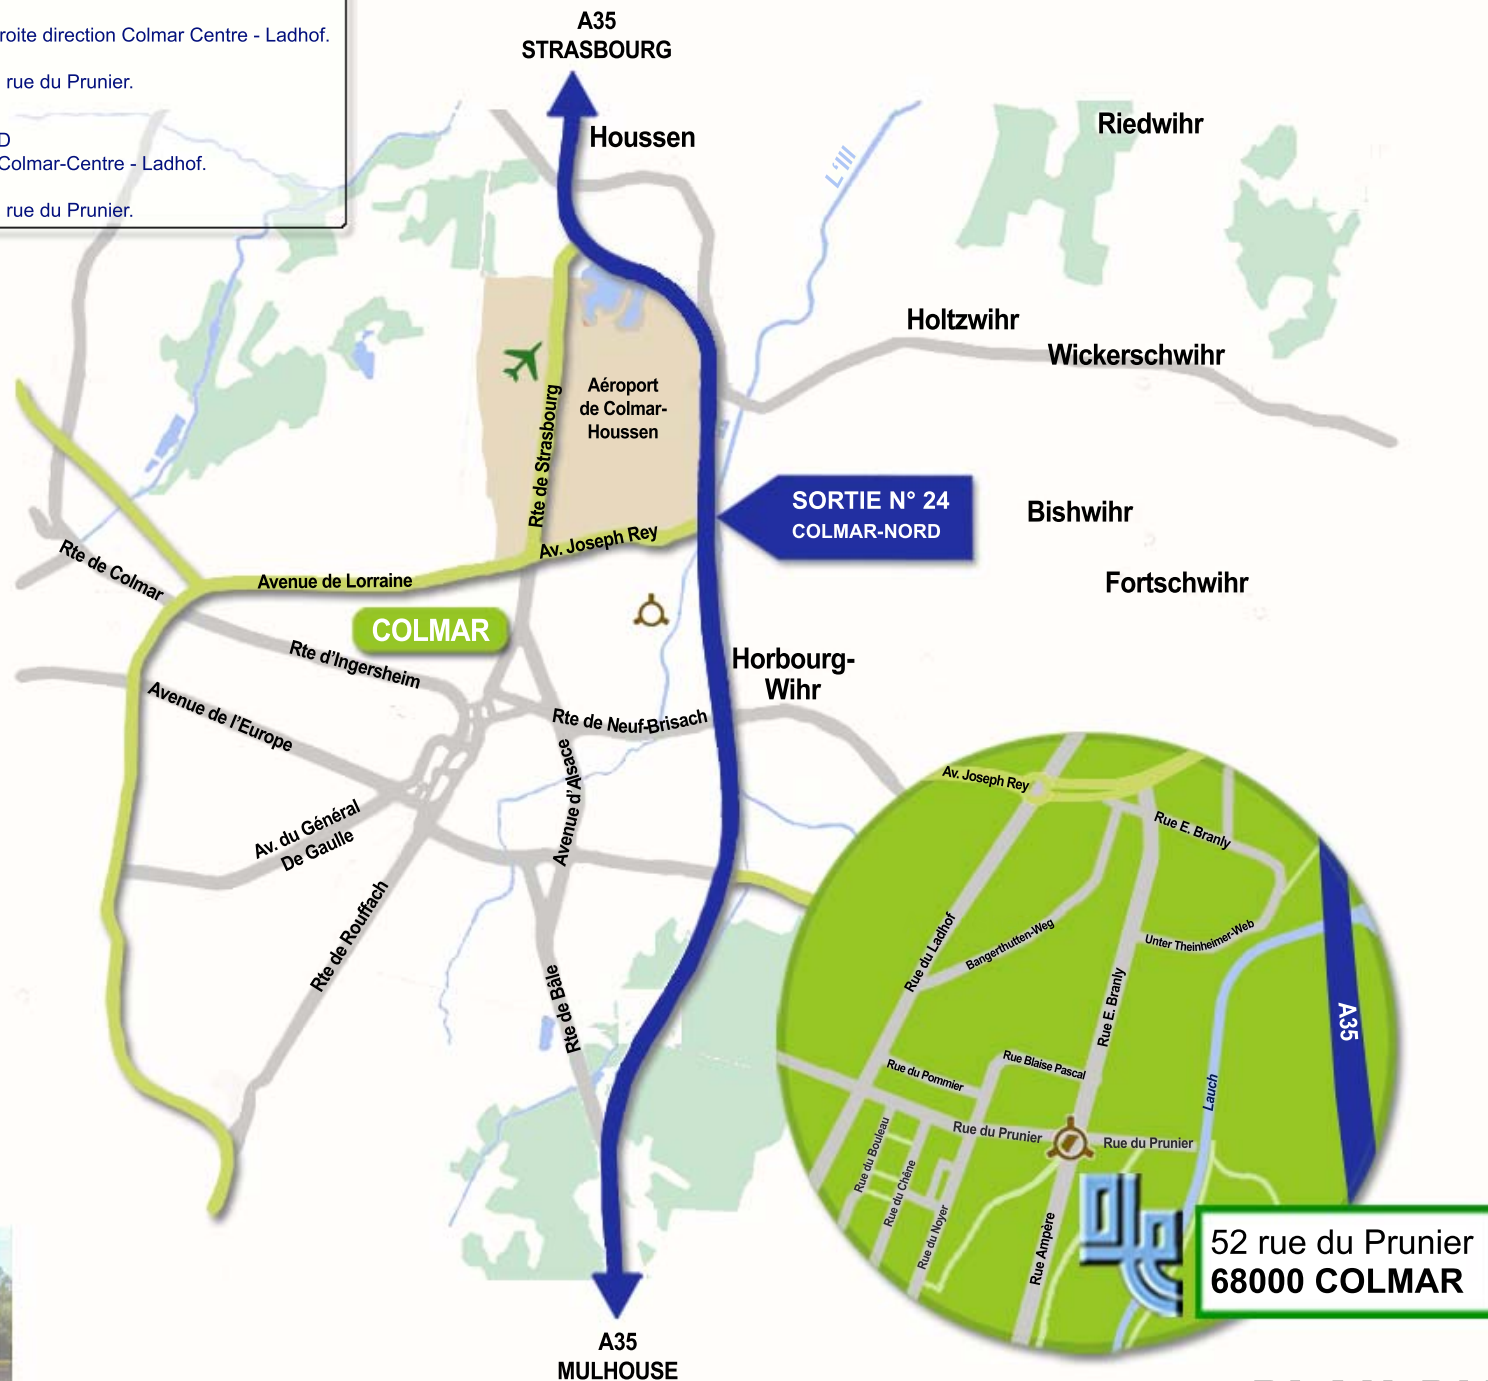 roite direction Colmar Centre - Ladhof.
rue du Prunier.
D
Colmar-Centre - Ladhof.
rue du Prunier.
A35
STRASBOURG
Houssen
Riedwihr
L'Ill
Holtzwihr
Wickerschwihr
Aéroport
de Colmar-
Houssen
Rte de Strasbourg
SORTIE N° 24
COLMAR-NORD
Bishwihr
Av. Joseph Rey
Rte de Colmar
Avenue de Lorraine
Fortschwihr
COLMAR
Rte d'Ingersheim
Horbourg-
Wihr
Avenue de l'Europe
Rte de Neuf-Brisach
Avenue d'Alsace
Av. du Général
De Gaulle
Rte de Rouffach
Rte de Bâle
Av. Joseph Rey
Rue E. Branly
Rue du Ladhof
Bangerthutten-Weg
Unter Theinheimer-Web
Rue E. Branly
A35
Rue du Pommier
Rue Blaise Pascal
Lauch
Rue du Prunier
Rue du Prunier
Rue du Bouleau
Rue du Chêne
Rue du Noyer
Rue Ampère
52 rue du Prunier
68000 COLMAR
A35
MULHOUSE